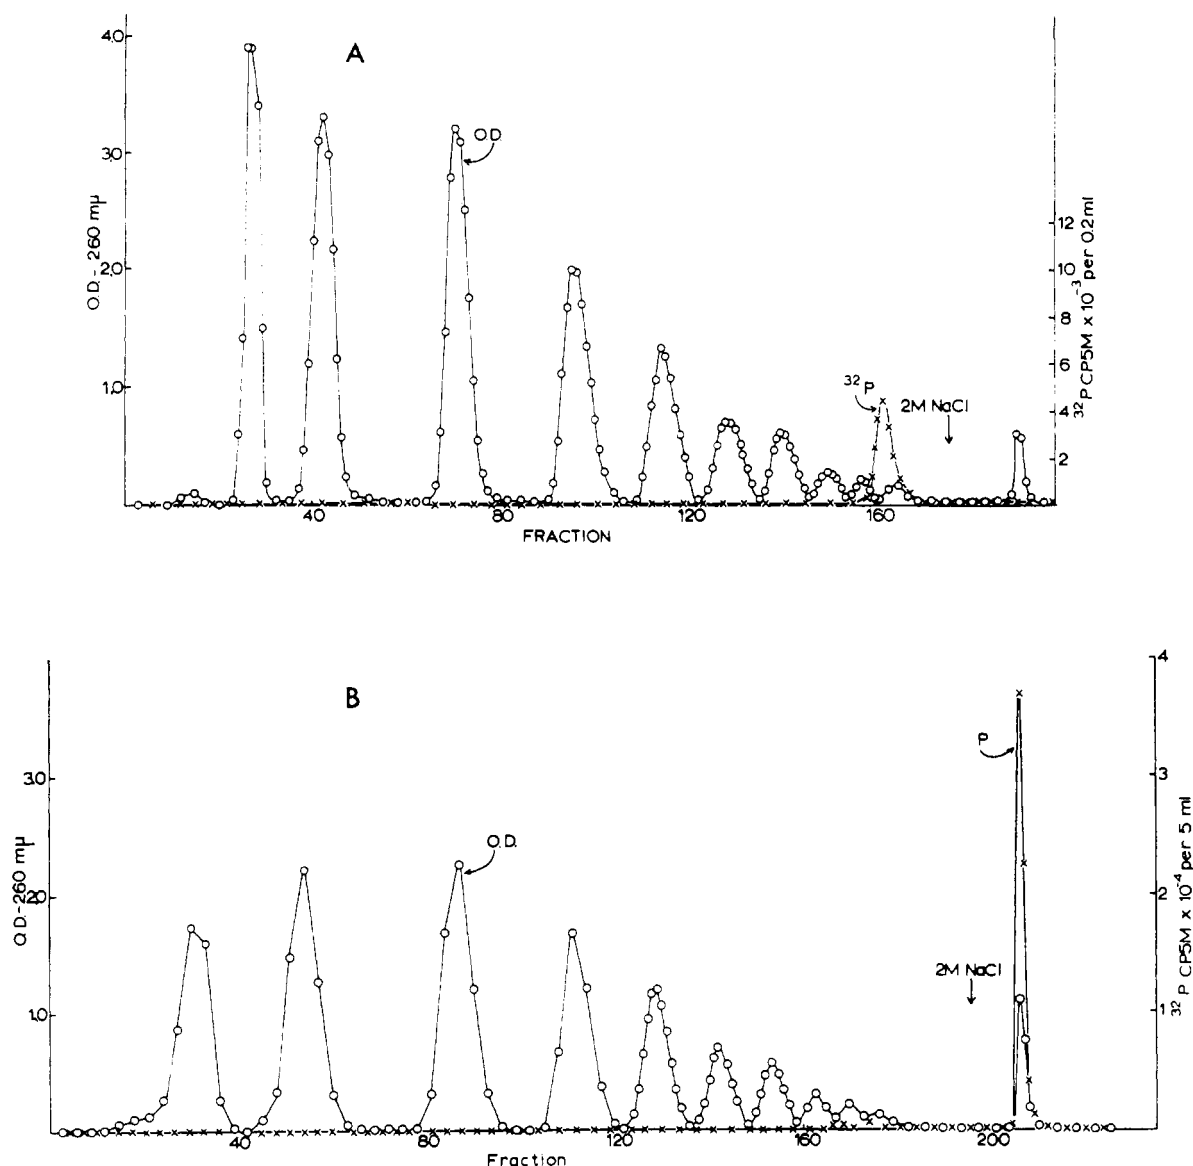 A
4.0
3.0
2.0
1.0
O.D.- 260 mμ
O.D.
12
10
8
6
4
2
³²P CP5M x 10⁻³ per 0.2ml
³²P
2M NaCl
40
80
120
160
FRACTION
B
3.0
2.0
1.0
O.D.-260 mμ
O.D.
P
2M NaCl
4
3
2
1
³²P CP5M x 10⁻⁴ per 5 ml
40
80
120
160
200
Fraction